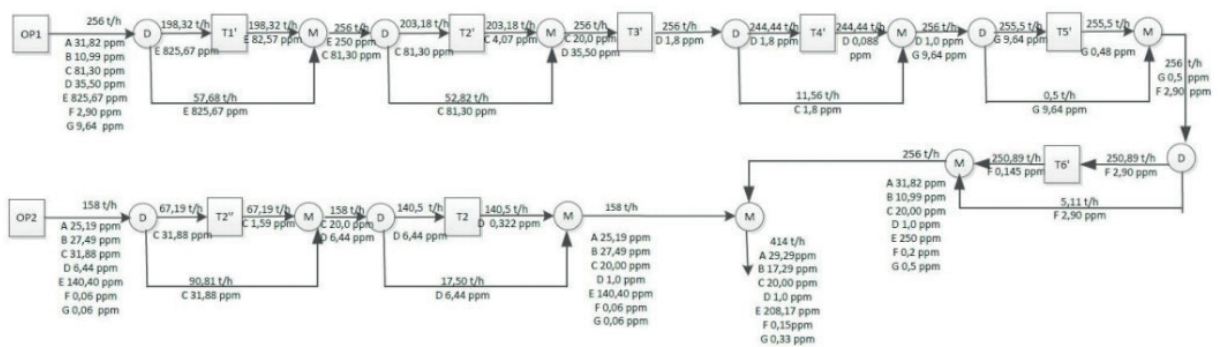 OP1
256 t/h
A 31,82 ppm
B 10,99 ppm
C 81,30 ppm
D 35,50 ppm
E 825,67 ppm
F 2,90 ppm
G 9,64 ppm
D
198,32 t/h
E 825,67
T1'
198,32 t/h
E 82,57 ppm
57,68 t/h
E 825,67 ppm
M
256 t/h
E 250 ppm
C 81,30 ppm
D
203,18 t/h
C 81,30
T2'
203,18 t/h
C 4,07 ppm
52,82 t/h
C 81,30 ppm
M
256 t/h
C 20,0 ppm
D 35,50 ppm
T3'
256 t/h
D 1,8 ppm
D
244,44 t/h
D 1,8 ppm
T4'
244,44 t/h
D 0,088
ppm
11,56 t/h
C 1,8 ppm
M
256 t/h
D 1,0 ppm
G 9,64 ppm
D
255,5 t/h
G 9,64
T5'
255,5 t/h
G 0,48 ppm
0,5 t/h
G 9,64 ppm
M
256 t/h
G 0,5 ppm
F 2,90 ppm
D
250,89 t/h
F 2,90 ppm
T6'
250,89 t/h
F 0,145 ppm
5,11 t/h
F 2,90 ppm
M
256 t/h
A 31,82 ppm
B 10,99 ppm
C 20,00 ppm
D 1,0 ppm
E 250 ppm
F 0,2 ppm
G 0,5 ppm
OP2
158 t/h
A 25,19 ppm
B 27,49 ppm
C 31,88 ppm
D 6,44 ppm
E 140,40 ppm
F 0,06 ppm
G 0,06 ppm
D
67,19 t/h
C 31,88 ppm
T2''
67,19 t/h
C 1,59 ppm
90,81 t/h
C 31,88 ppm
M
158 t/h
C 20,0 ppm
D 6,44 ppm
D
140,5 t/h
D 6,44 ppm
T2
140,5 t/h
D 0,322 ppm
17,50 t/h
D 6,44 ppm
M
158 t/h
A 25,19 ppm
B 27,49 ppm
C 20,00 ppm
D 1,0 ppm
E 140,40 ppm
F 0,06 ppm
G 0,06 ppm
M
414 t/h
A 29,29ppm
B 17,29 ppm
C 20,00 ppm
D 1,0 ppm
E 208,17 ppm
F 0,15ppm
G 0,33 ppm